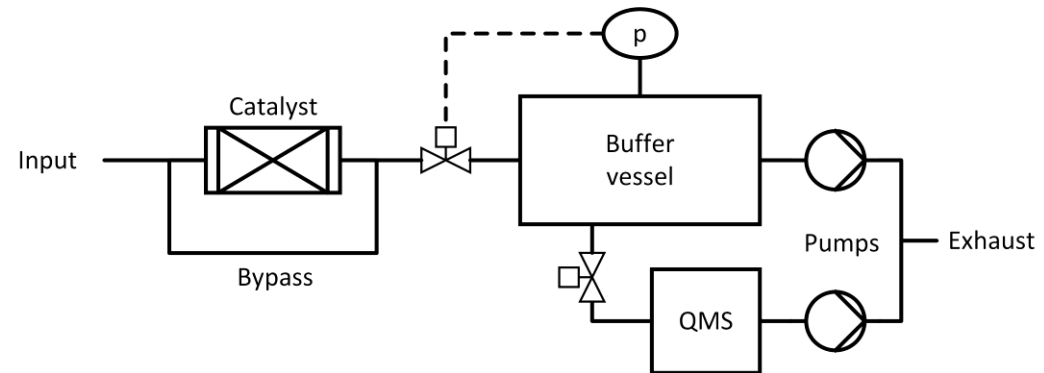 p
Catalyst
Input
Buffer
vessel
Pumps
Exhaust
Bypass
QMS